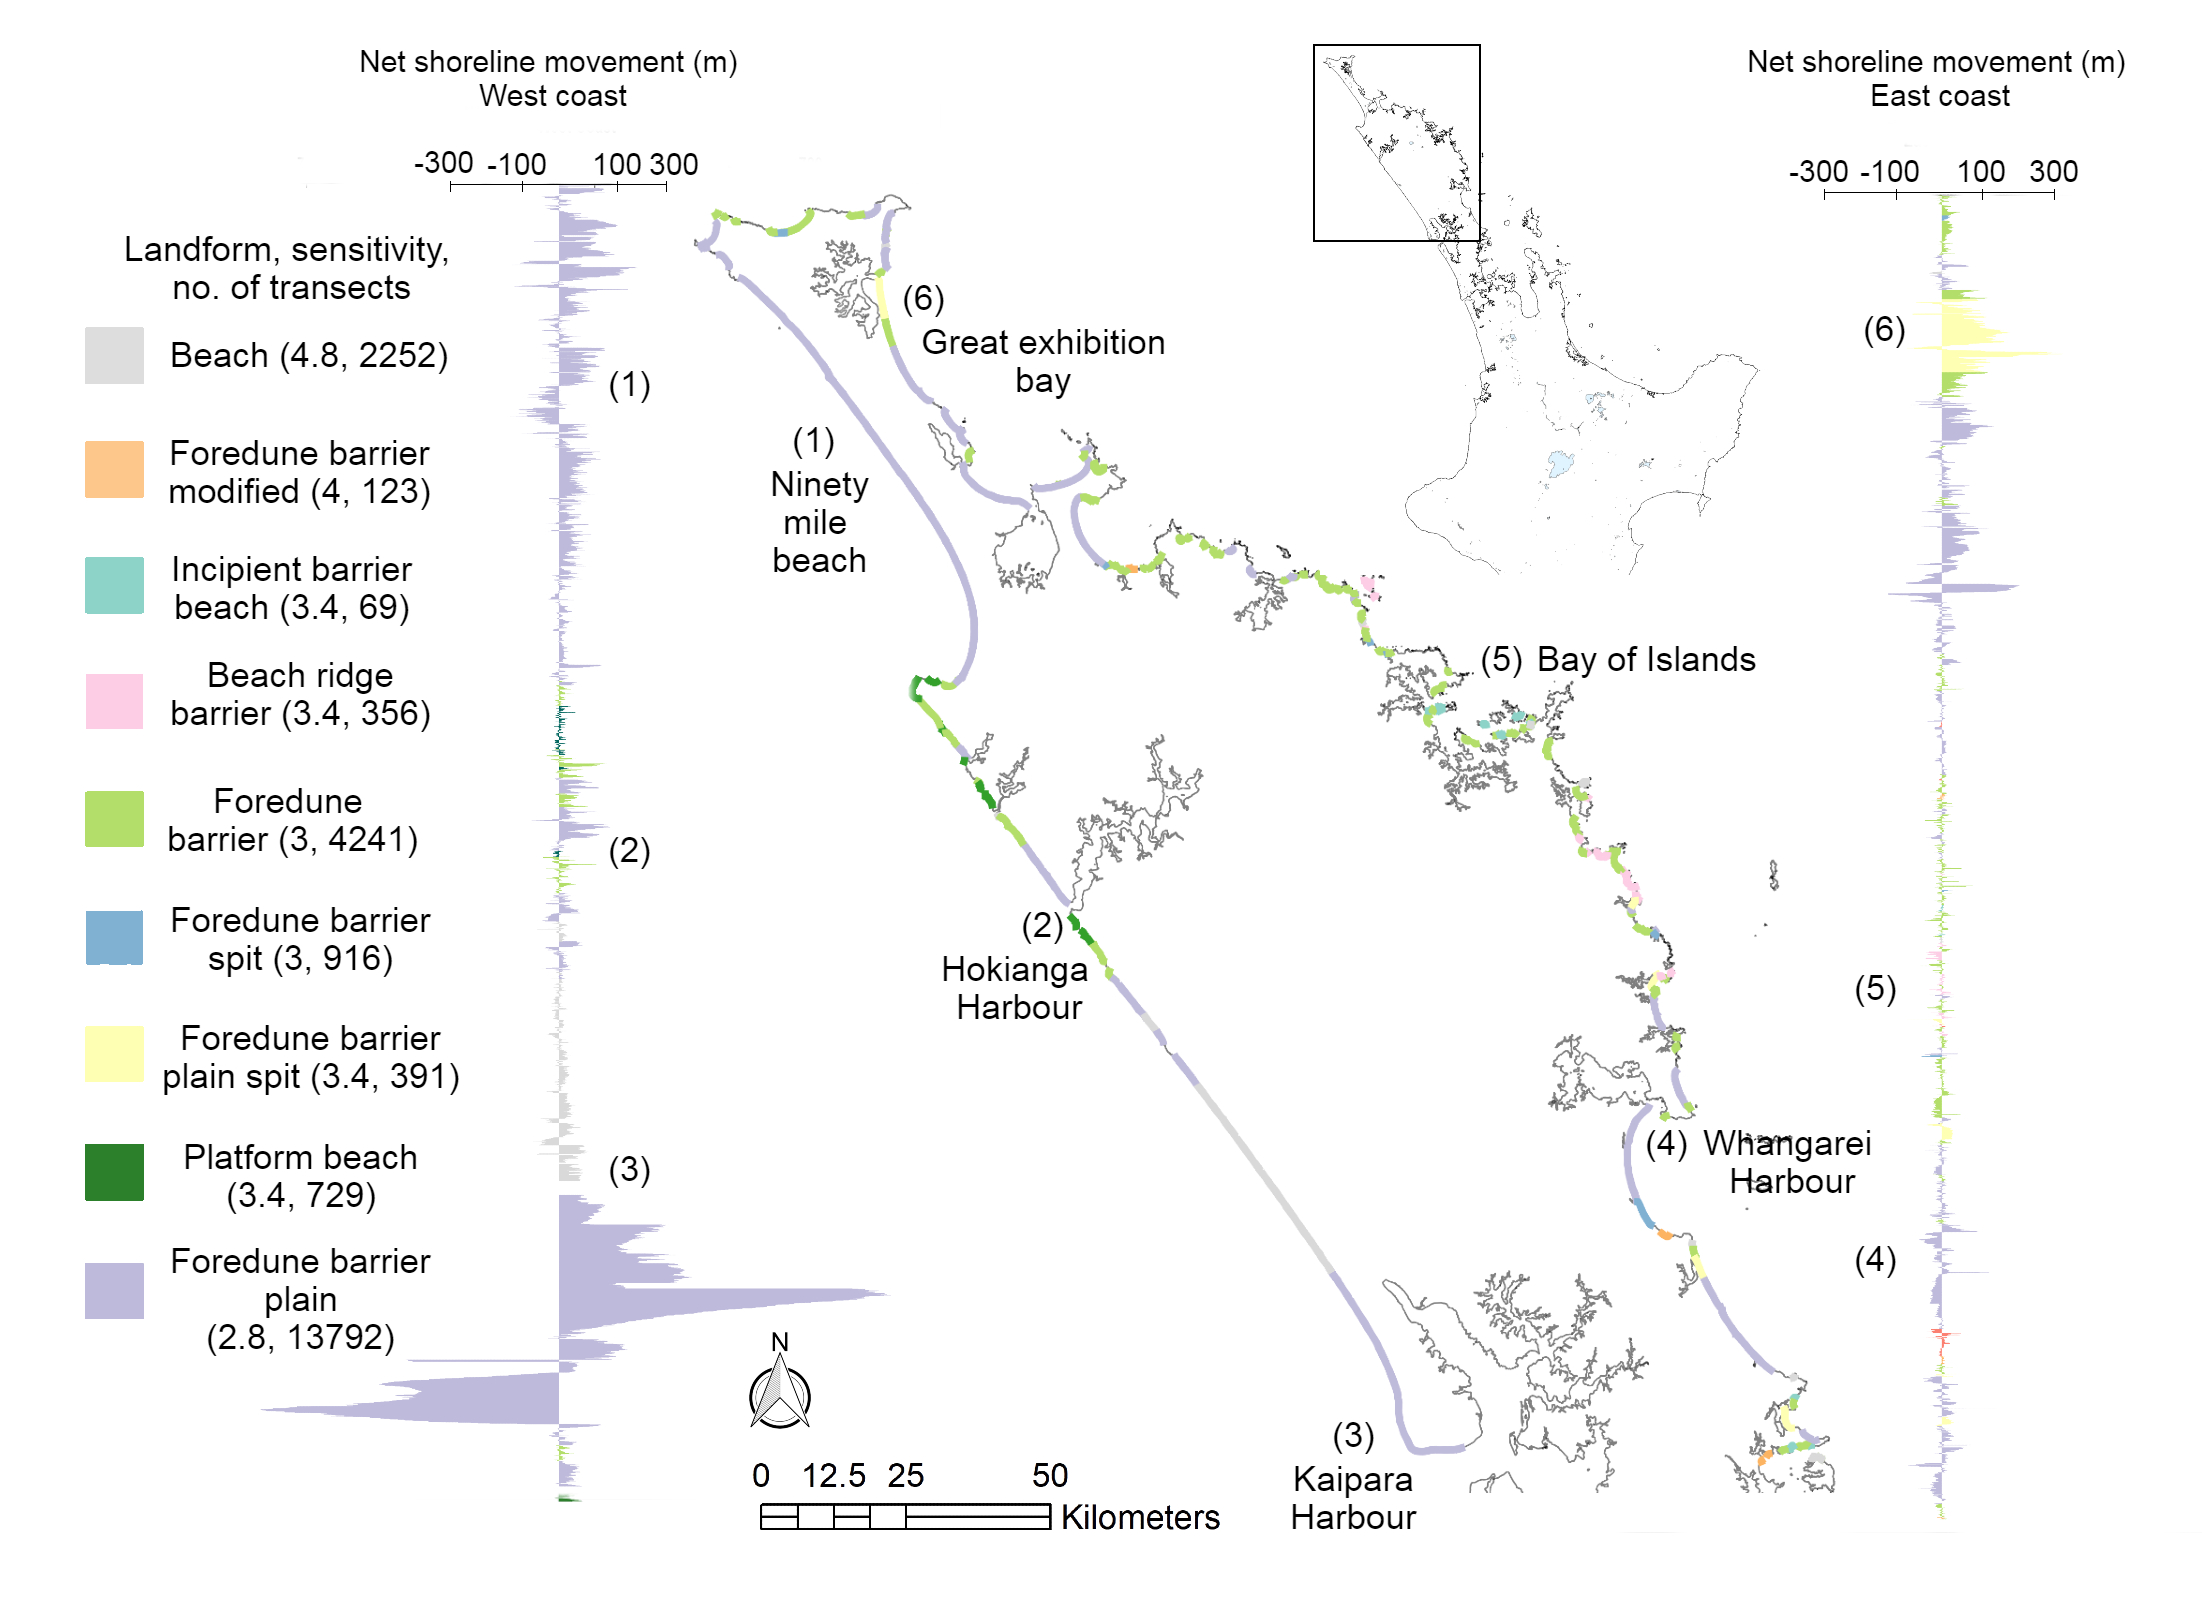 Net shoreline movement (m)
West coast
-300 -100 100 300
Net shoreline movement (m)
East coast
-300 -100 100 300
Landform, sensitivity,
no. of transects
Beach (4.8, 2252)
Foredune barrier
modified (4, 123)
Incipient barrier
beach (3.4, 69)
Beach ridge
barrier (3.4, 356)
Foredune
barrier (3, 4241)
Foredune barrier
spit (3, 916)
Foredune barrier
plain spit (3.4, 391)
Platform beach
(3.4, 729)
Foredune barrier
plain
(2.8, 13792)
(1)
(2)
(3)
(6)
Great exhibition
bay
(1)
Ninety
mile
beach
(5) Bay of Islands
(2)
Hokianga
Harbour
(4) Whangarei
Harbour
(3)
Kaipara
Harbour
N
0 12.5 25 50
Kilometers
(6)
(5)
(4)